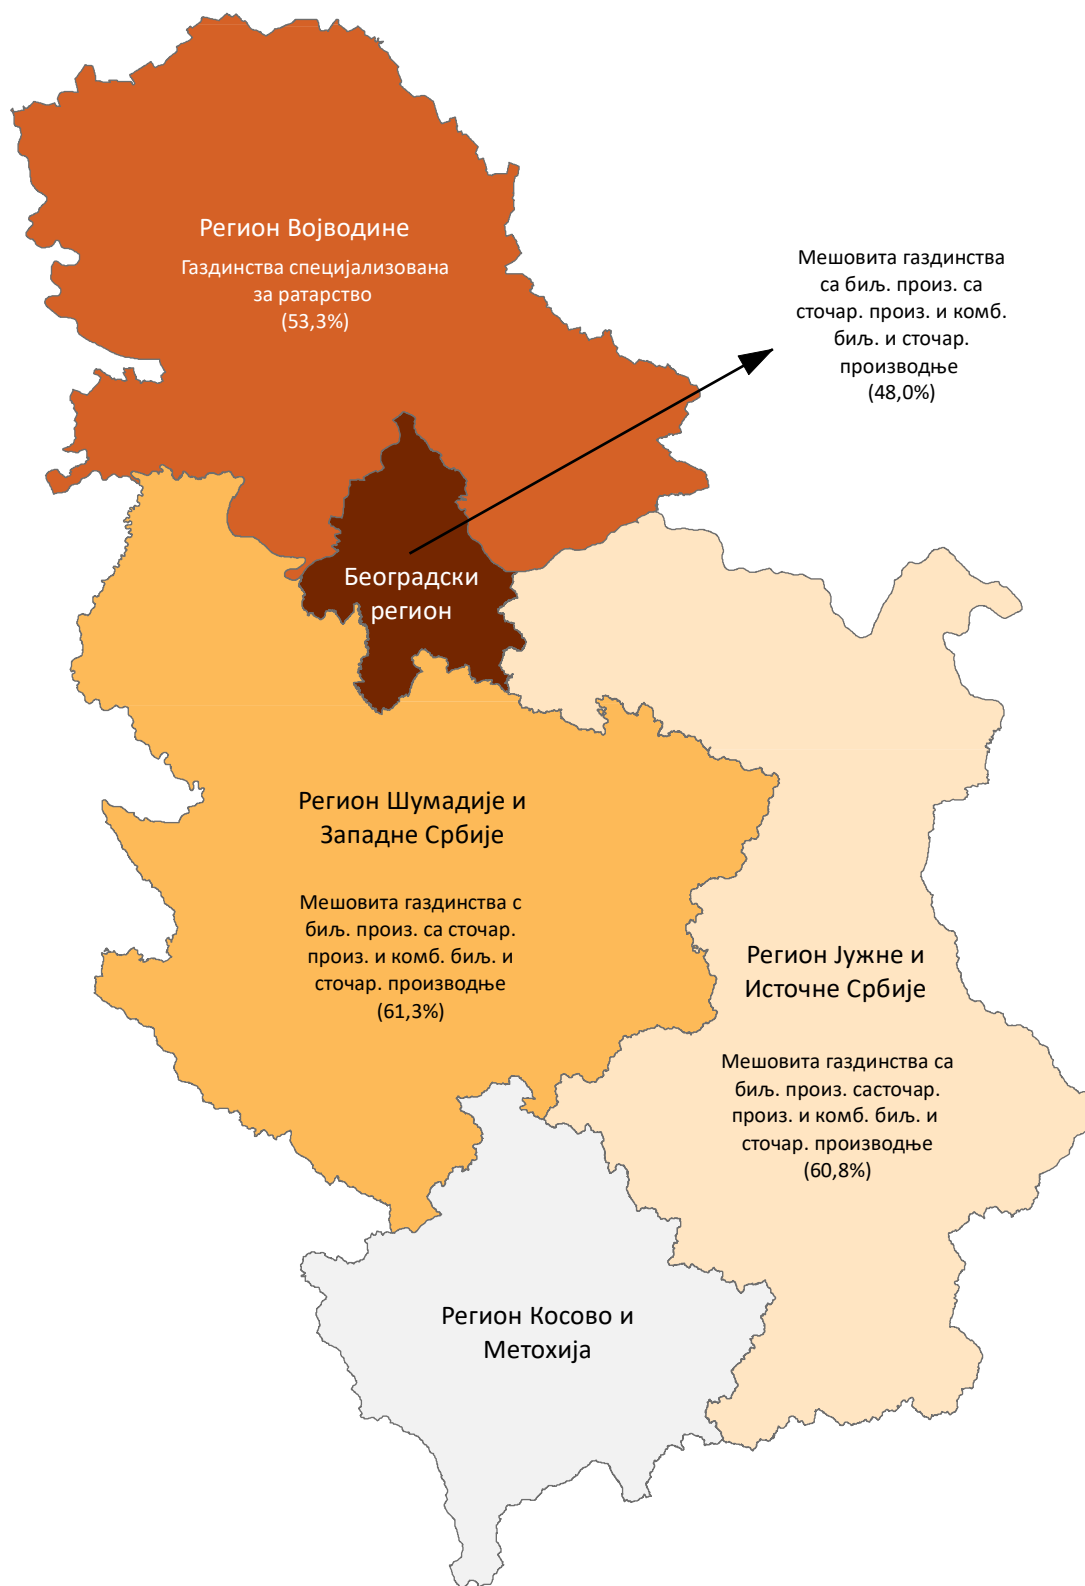 Регион Војводине
Газдинства специјализована
за ратарство
(53,3%)
Мешовита газдинства
са биљ. произ. са
сточар. произ. и комб.
биљ. и сточар.
производње
(48,0%)
Београдски
регион
Регион Шумадије и
Западне Србије
Мешовита газдинства с
биљ. произ. са сточар.
произ. и комб. биљ. и
сточар. производње
(61,3%)
Регион Јужне и
Источне Србије
Мешовита газдинства са
биљ. произ. састочар.
произ. и комб. биљ. и
сточар. производње
(60,8%)
Регион Косово и
Метохија